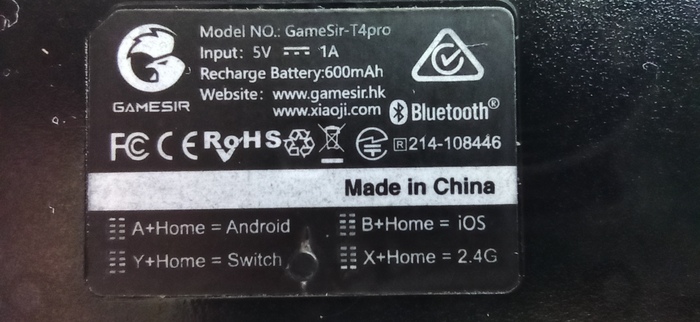 Model NO.: GameSir-T4pro
Input: 5V ⎓ 1A
Recharge Battery:600mAh
Website: www.gamesir.hk
www.xiaoji.com
Bluetooth®
GAMESIR
FC CE RoHS R 214-108446
Made in China
A+Home = Android
B+Home = iOS
Y+Home = Switch
X+Home = 2.4G